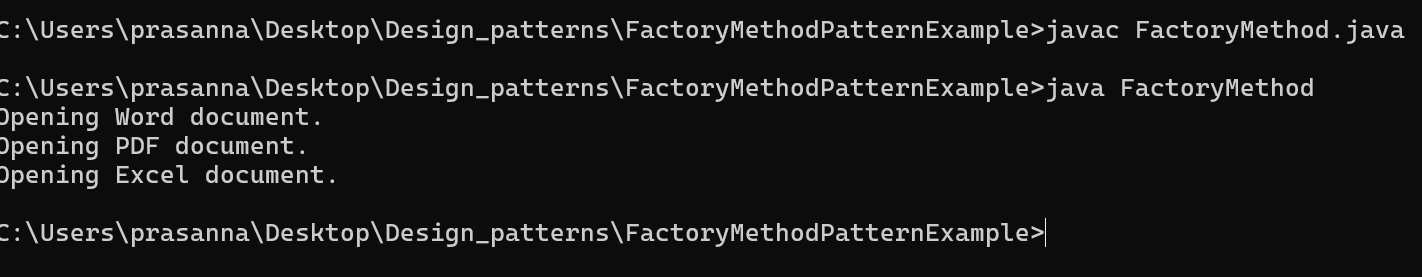 C:\Users\prasanna\Desktop\Design_patterns\FactoryMethodPatternExample>javac FactoryMethod.java
C:\Users\prasanna\Desktop\Design_patterns\FactoryMethodPatternExample>java FactoryMethod
Opening Word document.
Opening PDF document.
Opening Excel document.
C:\Users\prasanna\Desktop\Design_patterns\FactoryMethodPatternExample>